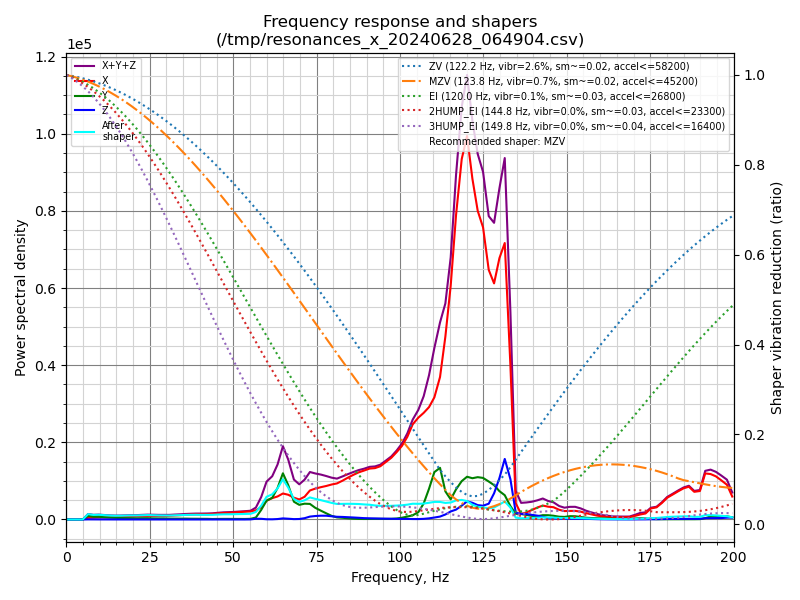 Frequency response and shapers
(/tmp/resonances_x_20240628_064904.csv)
1e5
X+Y+Z
X
Y
Z
After
shaper
ZV (122.2 Hz, vibr=2.6%, sm~=0.02, accel<=58200)
MZV (123.8 Hz, vibr=0.7%, sm~=0.02, accel<=45200)
EI (120.0 Hz, vibr=0.1%, sm~=0.03, accel<=26800)
2HUMP_EI (144.8 Hz, vibr=0.0%, sm~=0.03, accel<=23300)
3HUMP_EI (149.8 Hz, vibr=0.0%, sm~=0.04, accel<=16400)
Recommended shaper: MZV
Power spectral density
1.2
1.0
0.8
0.6
0.4
0.2
0.0
1.0
0.8
0.6
0.4
0.2
0.0
Shaper vibration reduction (ratio)
0 25 50 75 100 125 150 175 200
Frequency, Hz